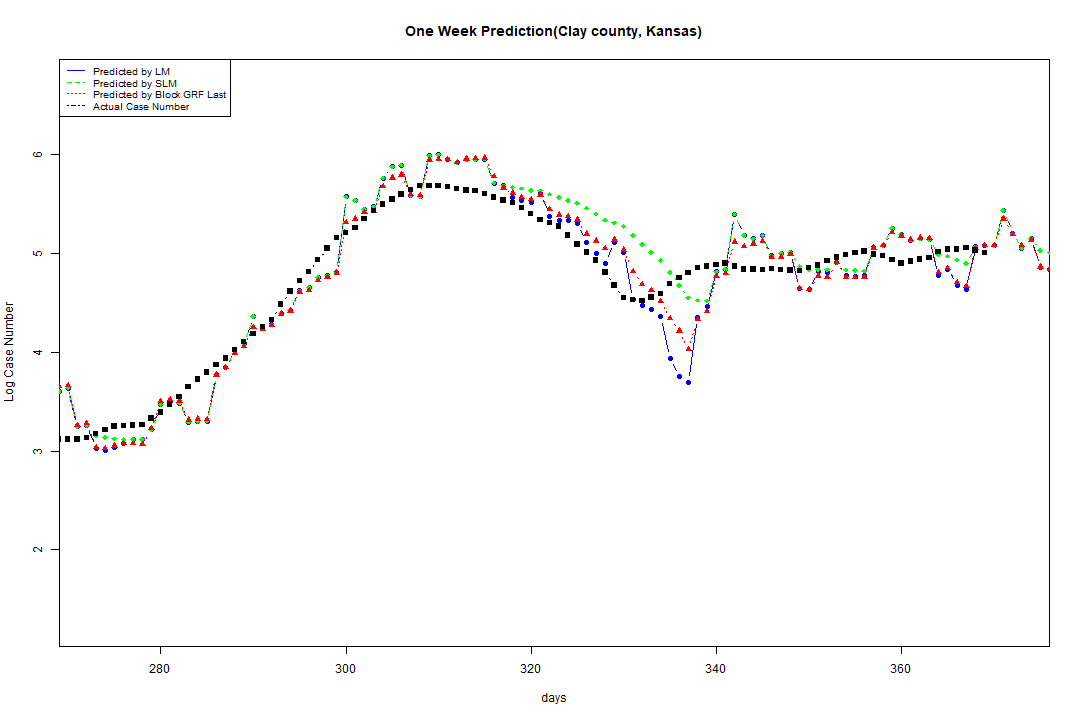 One Week Prediction(Clay county, Kansas)
Predicted by LM
Predicted by SLM
Predicted by Block GRF Last
Actual Case Number
6
5
4
3
2
Log Case Number
280 300 320 340 360
days